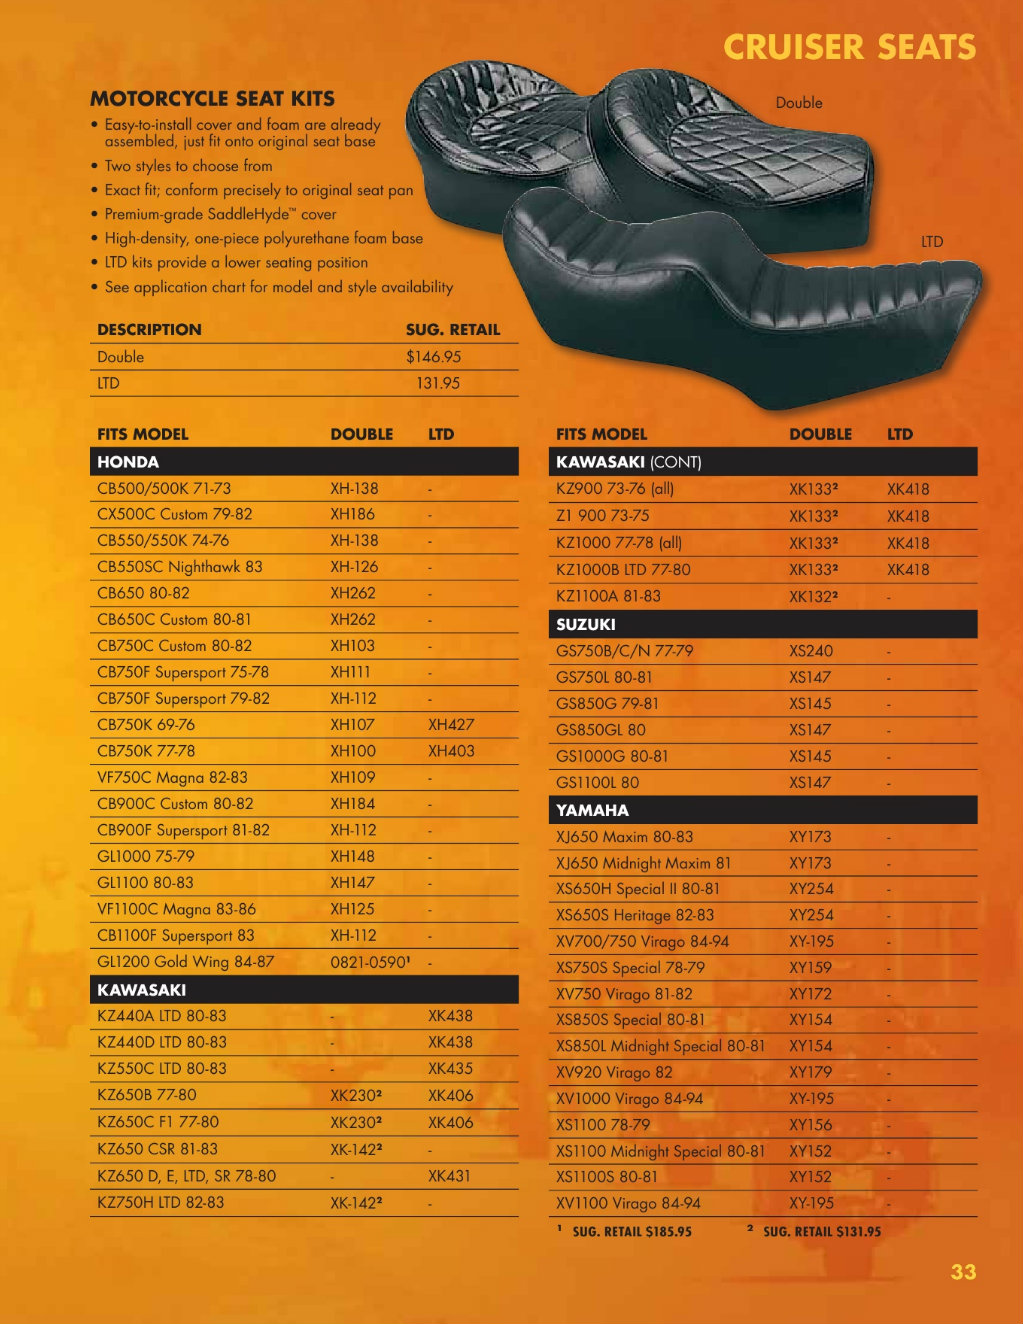 CRUISER SEATS
MOTORCYCLE SEAT KITS
• Easy-to-install cover and foam are already
assembled, just fit onto original seat base
• Two styles to choose from
• Exact fit; conform precisely to original seat pan
• Premium-grade SaddleHyde™ cover
• High-density, one-piece polyurethane foam base
• LTD kits provide a lower seating position
• See application chart for model and style availability
Double
LTD
DESCRIPTION SUG. RETAIL
Double $146.95
LTD 131.95
FITS MODEL DOUBLE LTD
HONDA
CB500/500K 71-73 XH-138 -
CX500C Custom 79-82 XH186 -
CB550/550K 74-76 XH-138 -
CB550SC Nighthawk 83 XH-126 -
CB650 80-82 XH262 -
CB650C Custom 80-81 XH262 -
CB750C Custom 80-82 XH103 -
CB750F Supersport 75-78 XH111 -
CB750F Supersport 79-82 XH-112 -
CB750K 69-76 XH107 XH427
CB750K 77-78 XH100 XH403
VF750C Magna 82-83 XH109 -
CB900C Custom 80-82 XH184 -
CB900F Supersport 81-82 XH-112 -
GL1000 75-79 XH148 -
GL1100 80-83 XH147 -
VF1100C Magna 83-86 XH125 -
CB1100F Supersport 83 XH-112 -
GL1200 Gold Wing 84-87 0821-0590¹ -
KAWASAKI
KZ440A LTD 80-83 - XK438
KZ440D LTD 80-83 - XK438
KZ550C LTD 80-83 - XK435
KZ650B 77-80 XK230² XK406
KZ650C F1 77-80 XK230² XK406
KZ650 CSR 81-83 XK-142² -
KZ650 D, E, LTD, SR 78-80 - XK431
KZ750H LTD 82-83 XK-142² -
FITS MODEL DOUBLE LTD
KAWASAKI (CONT)
KZ900 73-76 (all) XK133² XK418
Z1 900 73-75 XK133² XK418
KZ1000 77-78 (all) XK133² XK418
KZ1000B LTD 77-80 XK133² XK418
KZ1100A 81-83 XK132² -
SUZUKI
GS750B/C/N 77-79 XS240 -
GS750L 80-81 XS147 -
GS850G 79-81 XS145 -
GS850GL 80 XS147 -
GS1000G 80-81 XS145 -
GS1100L 80 XS147 -
YAMAHA
XJ650 Maxim 80-83 XY173 -
XJ650 Midnight Maxim 81 XY173 -
XS650H Special II 80-81 XY254 -
XS650S Heritage 82-83 XY254 -
XV700/750 Virago 84-94 XY-195 -
XS750S Special 78-79 XY159 -
XV750 Virago 81-82 XY172 -
XS850S Special 80-81 XY154 -
XS850L Midnight Special 80-81 XY154 -
XV920 Virago 82 XY179 -
XV1000 Virago 84-94 XY-195 -
XS1100 78-79 XY156 -
XS1100 Midnight Special 80-81 XY152 -
XS1100S 80-81 XY152 -
XV1100 Virago 84-94 XY-195 -
¹ SUG. RETAIL $185.95 ² SUG. RETAIL $131.95
33